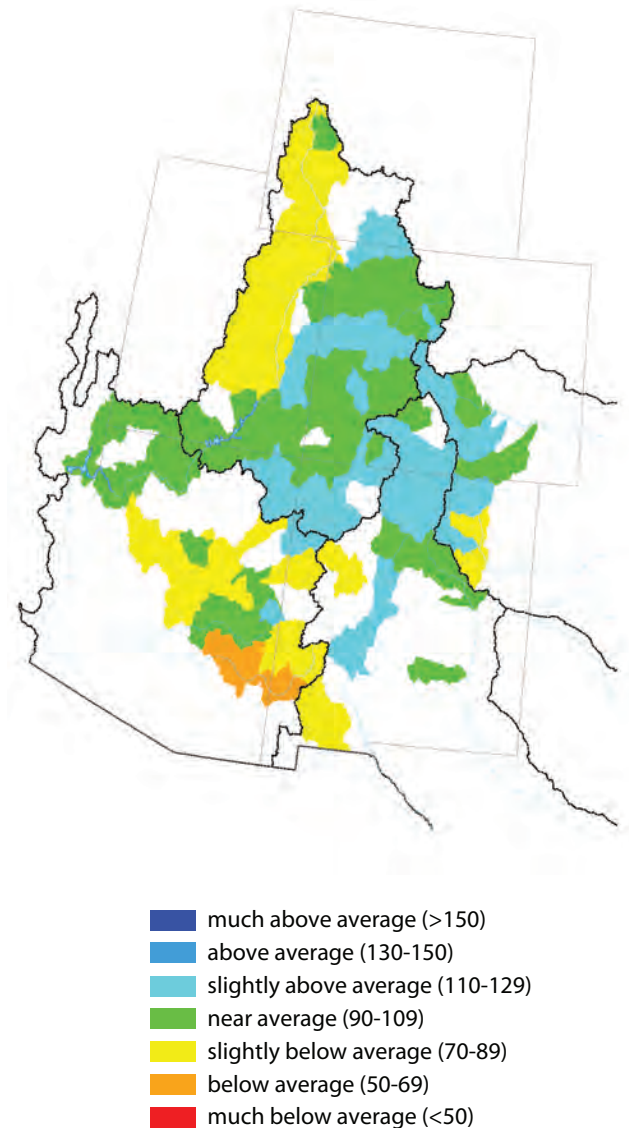 much above average (>150)
above average (130-150)
slightly above average (110-129)
near average (90-109)
slightly below average (70-89)
below average (50-69)
much below average (<50)